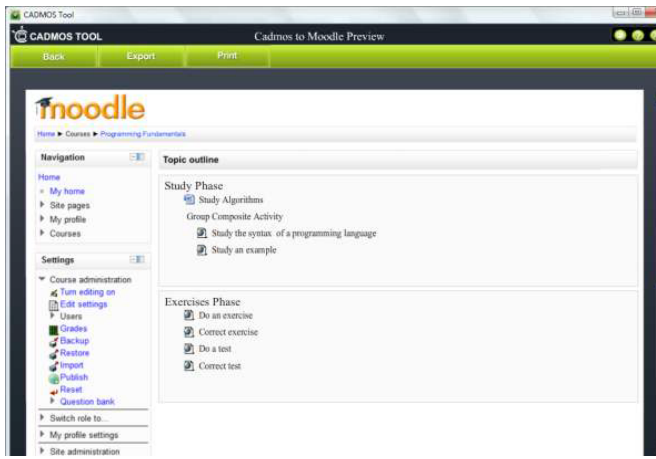 CADMOS Tool
CADMOS TOOL
Cadmos to Moodle Preview
Back
Export
Print
moodle
Home ► Courses ► Programming Fundamentals
Navigation
Home
My home
Site pages
My profile
Courses
Settings
Course administration
Turn editing on
Edit settings
Users
Grades
Backup
Restore
Import
Publish
Reset
Question bank
Switch role to...
My profile settings
Site administration
Topic outline
Study Phase
Study Algorithms
Group Composite Activity
Study the syntax of a programming language
Study an example
Exercises Phase
Do an exercise
Correct exercise
Do a test
Correct test